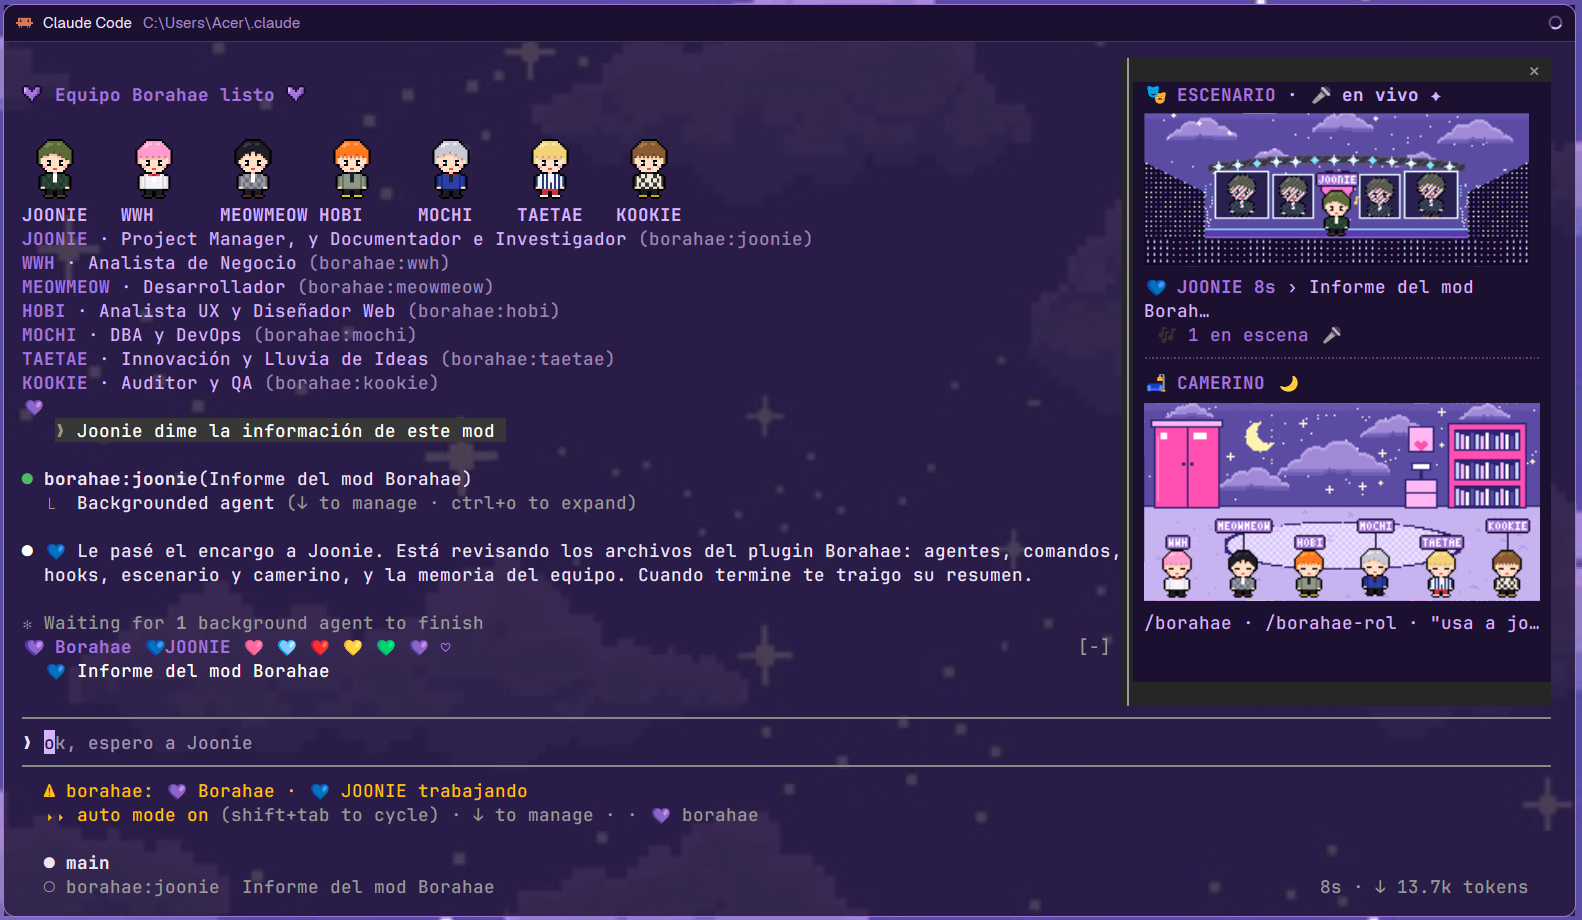 Claude Code C:\Users\Acer\.claude
Equipo Borahae listo
JOONIE WWH MEOWMEOW HOBI MOCHI TAETAE KOOKIE
JOONIE · Project Manager, y Documentador e Investigador (borahae:joonie)
WWH · Analista de Negocio (borahae:wwh)
MEOWMEOW · Desarrollador (borahae:meowmeow)
HOBI · Analista UX y Diseñador Web (borahae:hobi)
MOCHI · DBA y DevOps (borahae:mochi)
TAETAE · Innovación y Lluvia de Ideas (borahae:taetae)
KOOKIE · Auditor y QA (borahae:kookie)
❯ Joonie dime la información de este mod
● borahae:joonie(Informe del mod Borahae)
└ Backgrounded agent (↓ to manage · ctrl+o to expand)
● 💙 Le pasé el encargo a Joonie. Está revisando los archivos del plugin Borahae: agentes, comandos,
hooks, escenario y camerino, y la memoria del equipo. Cuando termine te traigo su resumen.
✻ Waiting for 1 background agent to finish
💜 Borahae 💙JOONIE 🩷 🩵 ❤️ 💛 💚 💜 ♡ [-]
💙 Informe del mod Borahae
❯ ok, espero a Joonie
⚠ borahae: 💜 Borahae · 💙 JOONIE trabajando
⏵⏵ auto mode on (shift+tab to cycle) · ↓ to manage · · 💜 borahae
● main
○ borahae:joonie Informe del mod Borahae 8s · ↓ 13.7k tokens
×
🎭 ESCENARIO · 🎤 en vivo ✦
JOONIE
💙 JOONIE 8s › Informe del mod
Borah…
🎶 1 en escena 🎤
🛋️ CAMERINO 🌙
MEOWMEOW MOCHI KOOKIE
WWH HOBI TAETAE
/borahae · /borahae-rol · "usa a jo…